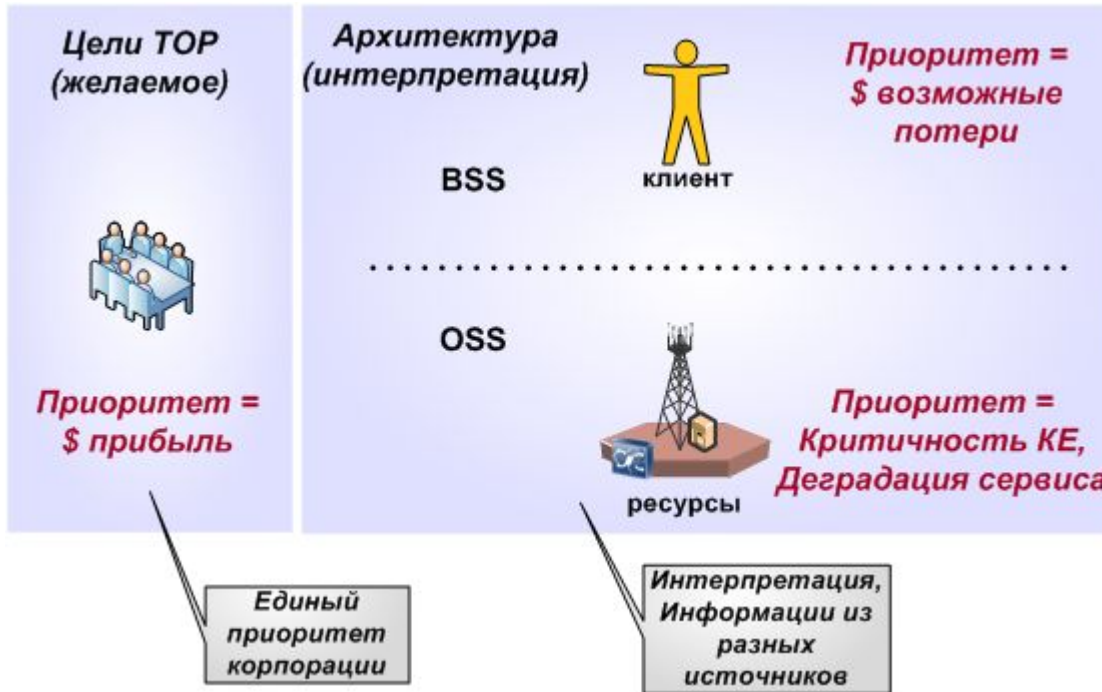 Цели TOP
(желаемое)
Приоритет =
$ прибыль
Архитектура
(интерпретация)
BSS
клиент
Приоритет =
$ возможные
потери
OSS
ресурсы
Приоритет =
Критичность КЕ,
Деградация сервиса
Единый
приоритет
корпорации
Интерпретация,
Информации из
разных
источников